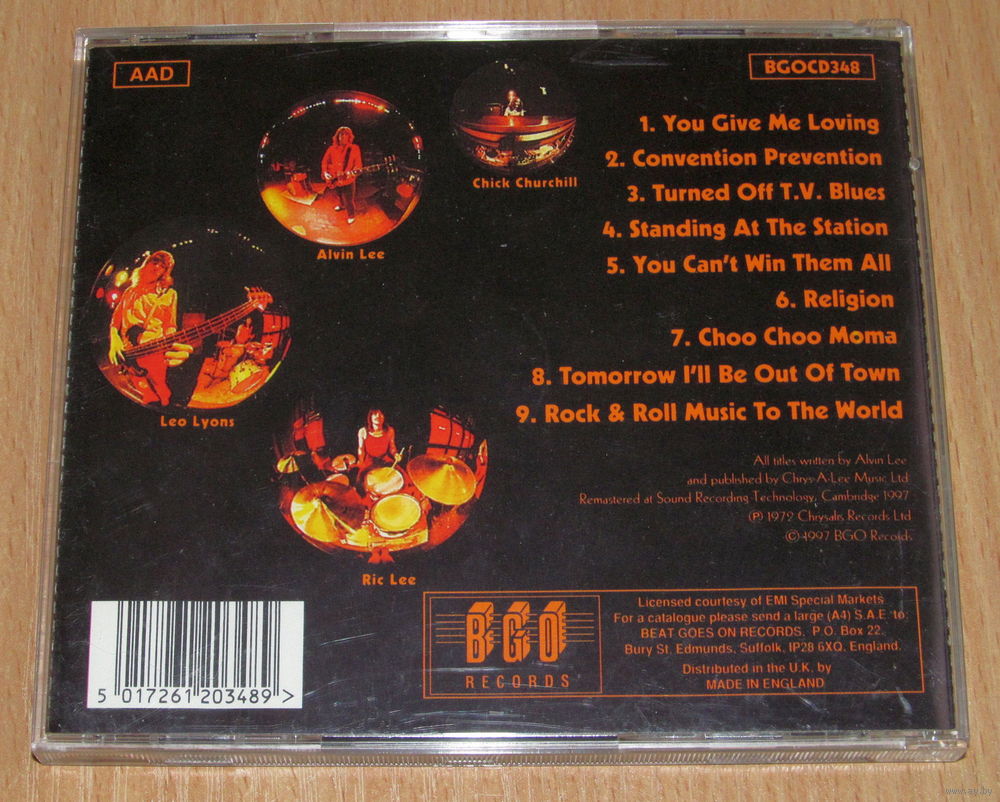 AAD
BGOCD348
Chick Churchill
Alvin Lee
Leo Lyons
Ric Lee
1. You Give Me Loving
2. Convention Prevention
3. Turned Off T.V. Blues
4. Standing At The Station
5. You Can't Win Them All
6. Religion
7. Choo Choo Moma
8. Tomorrow I'll Be Out Of Town
9. Rock & Roll Music To The World
All titles written by Alvin Lee
and published by Chrys-A-Lee Music Ltd
Remastered at Sound Recording Technology, Cambridge 1997
℗ 1972 Chrysalis Records Ltd
© 1997 BGO Records
5 017261 203489 >
BGO
RECORDS
Licensed courtesy of EMI Special Markets
For a catalogue please send a large (A4) S.A.E. to:
BEAT GOES ON RECORDS, P.O. Box 22,
Bury St. Edmunds, Suffolk, IP28 6XQ. England.
Distributed in the U.K. by
MADE IN ENGLAND
www.ay.by